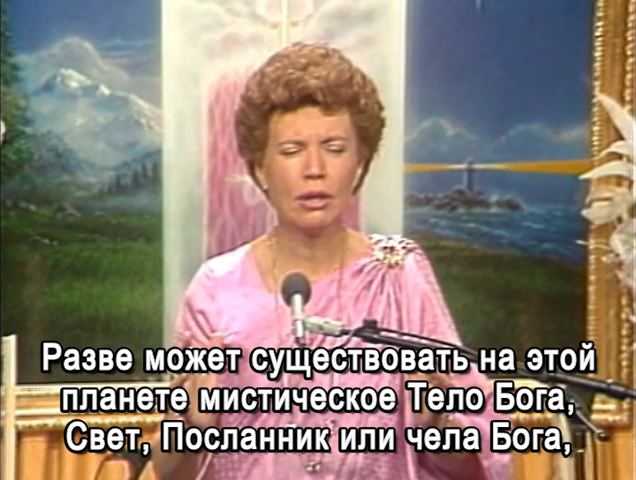 Разве может существовать на этой
планете мистическое Тело Бога,
Свет, Посланник или чела Бога,